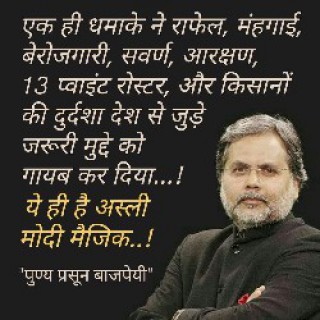 एक ही धमाके ने राफेल, मंहगाई,
बेरोजगारी, सवर्ण, आरक्षण,
13 प्वाइंट रोस्टर, और किसानों
की दुर्दशा देश से जुड़े
जरूरी मुद्दे को
गायब कर दिया...!
ये ही है अस्ली
मोदी मैजिक..!
"पुण्य प्रसून बाजपेयी"